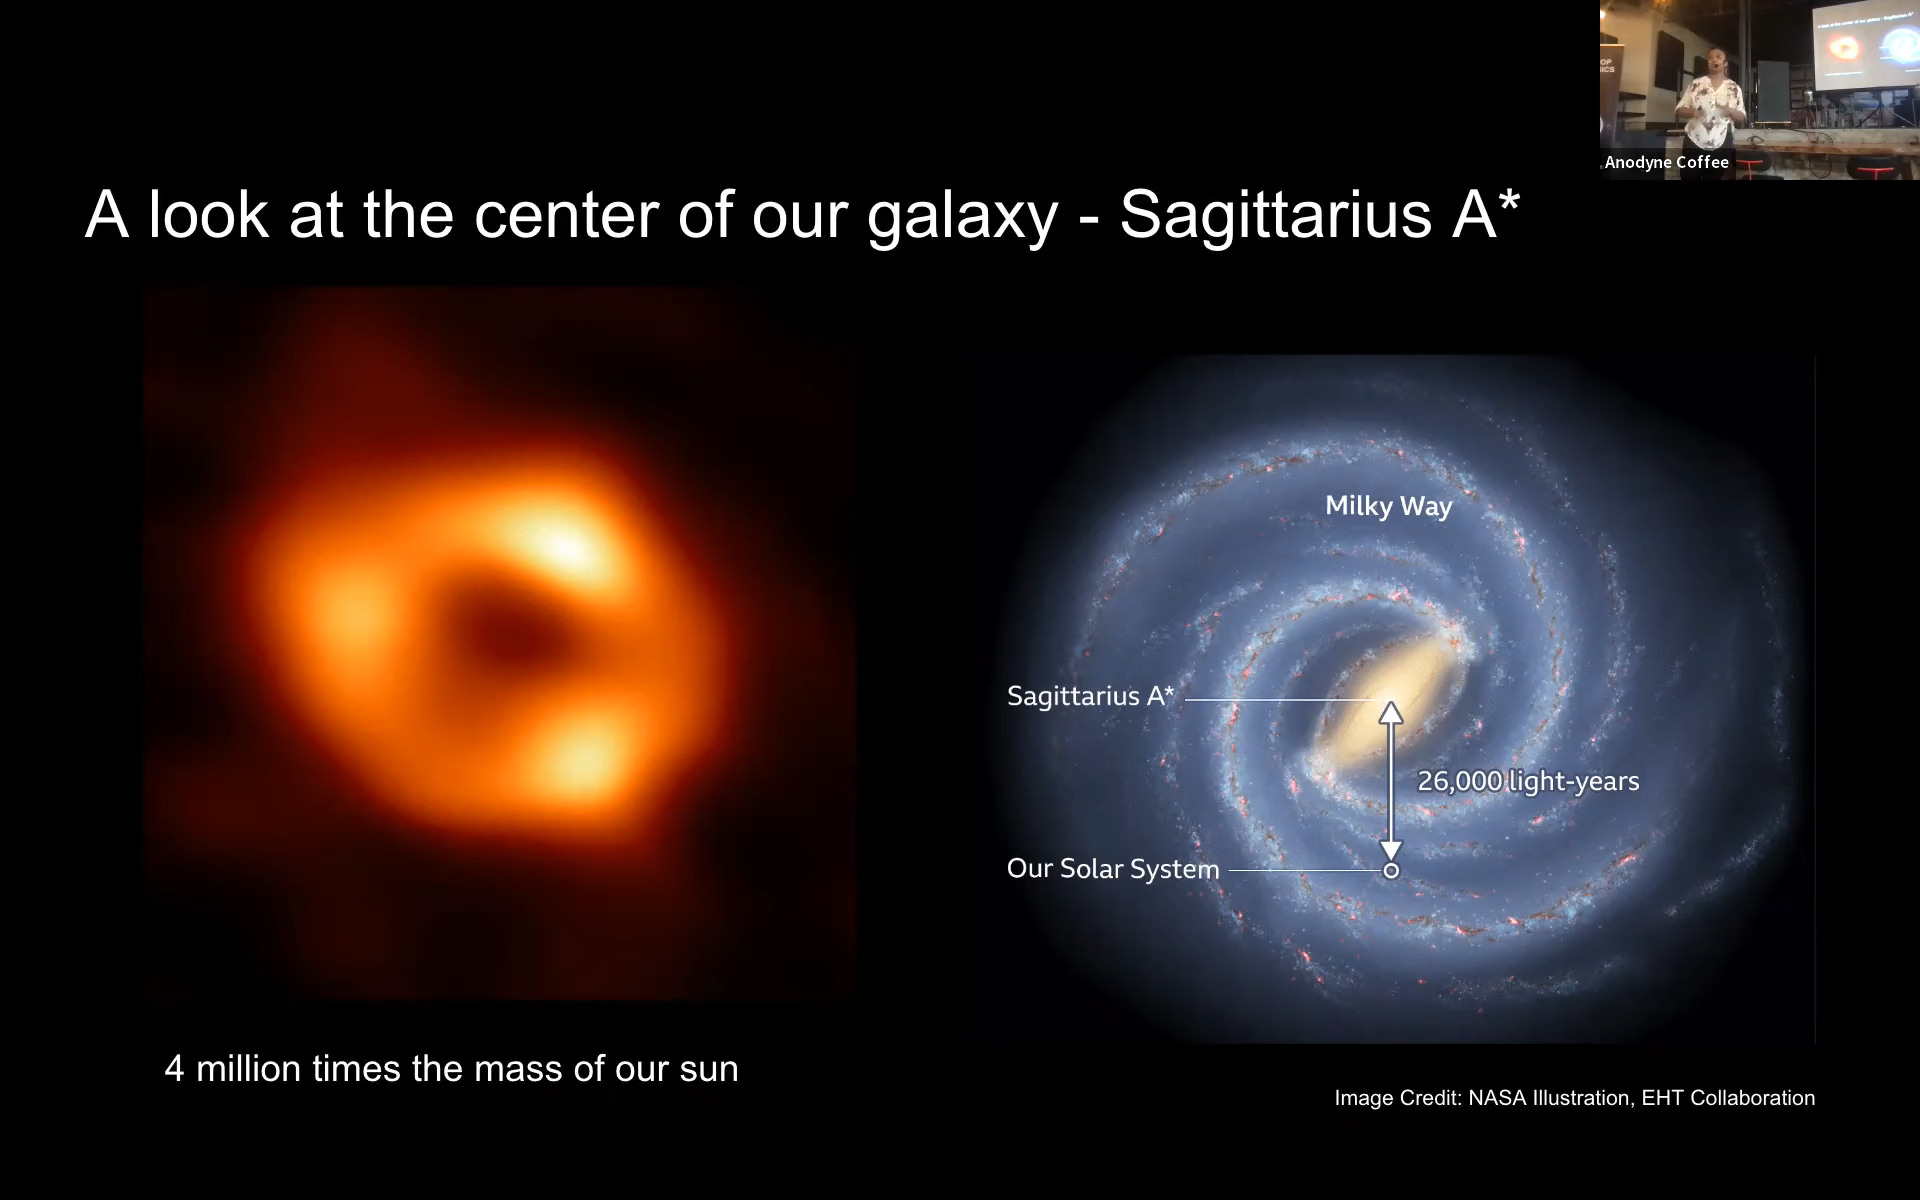 Anodyne Coffee
A look at the center of our galaxy - Sagittarius A*
Milky Way
Sagittarius A*
26,000 light-years
Our Solar System
4 million times the mass of our sun
Image Credit: NASA Illustration, EHT Collaboration